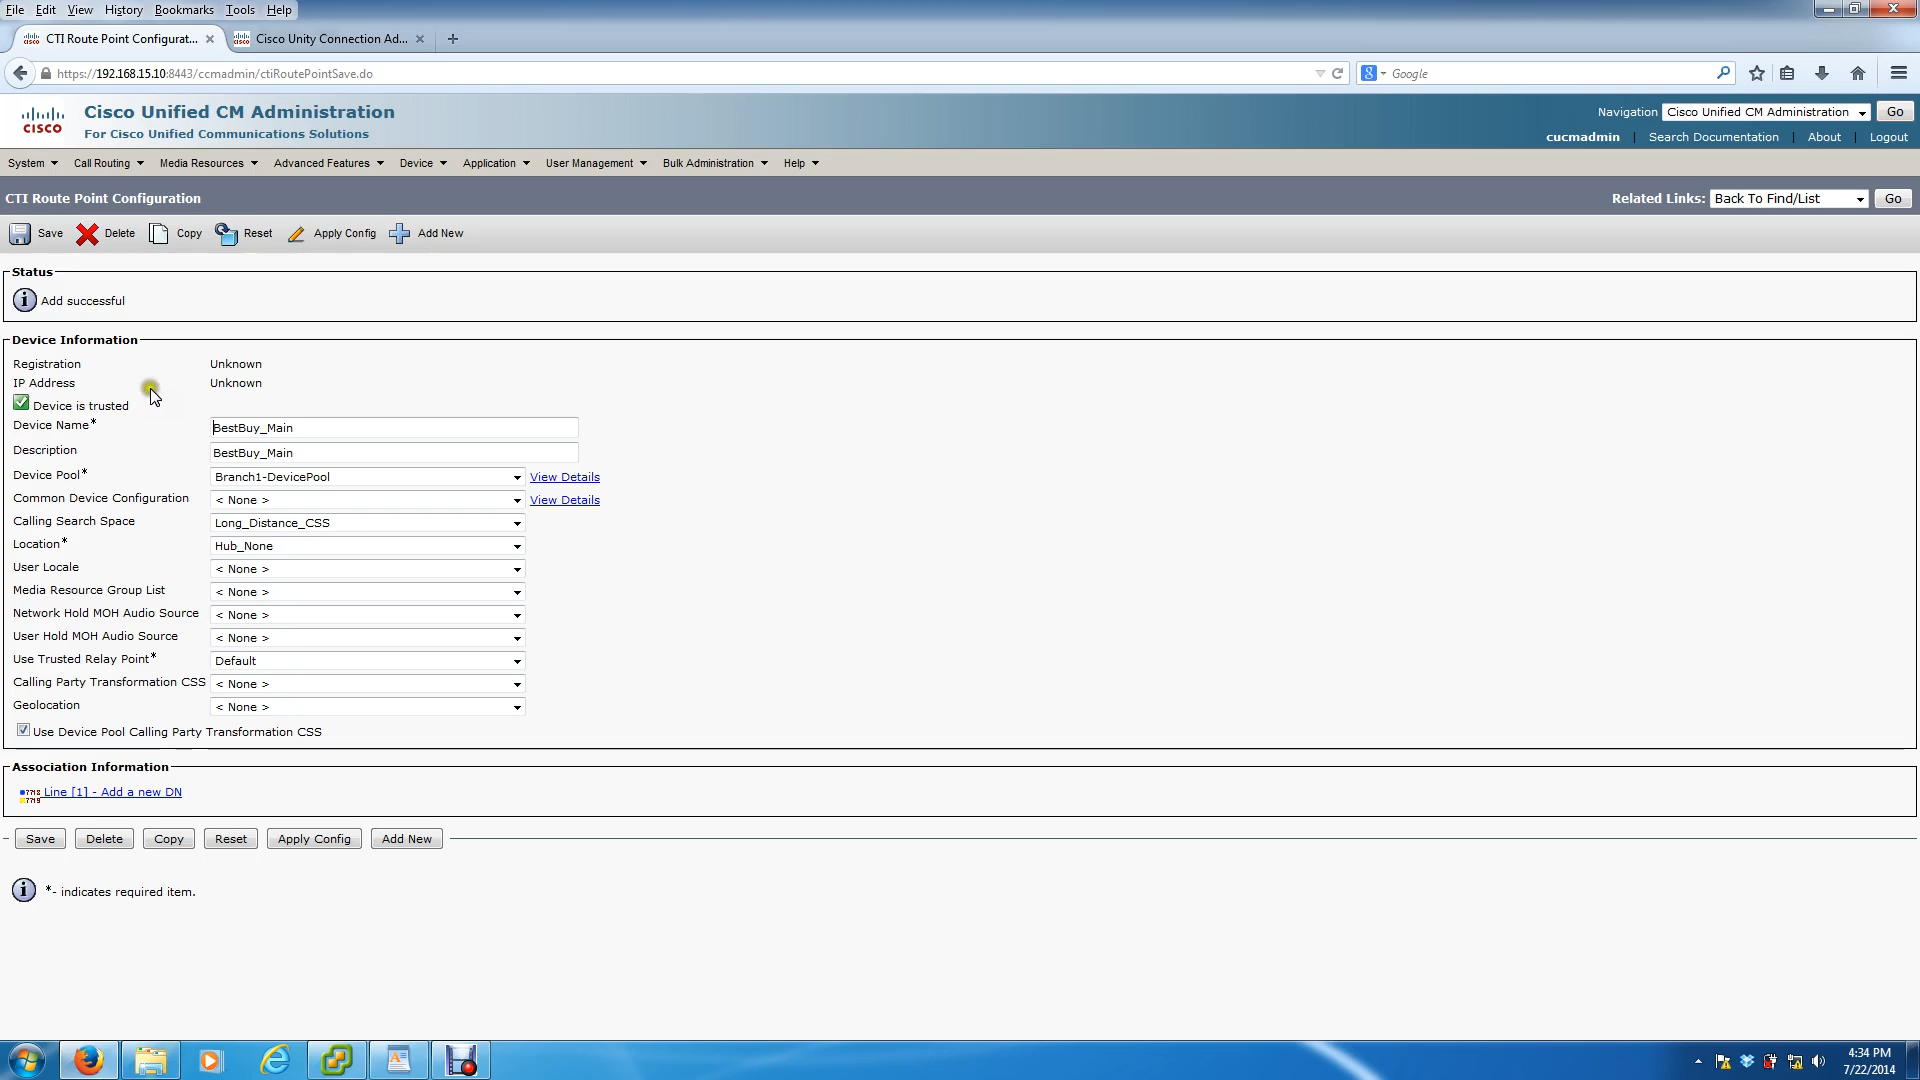 File Edit View History Bookmarks Tools Help
CTI Route Point Configurat... Cisco Unity Connection Ad...
https://192.168.15.10:8443/ccmadmin/ctiRoutePointSave.do Google
CISCO Cisco Unified CM Administration Navigation Cisco Unified CM Administration Go
For Cisco Unified Communications Solutions cucmadmin | Search Documentation | About | Logout
System Call Routing Media Resources Advanced Features Device Application User Management Bulk Administration Help
CTI Route Point Configuration Related Links: Back To Find/List Go
Save Delete Copy Reset Apply Config Add New
Status
Add successful
Device Information
Registration Unknown
IP Address Unknown
Device is trusted
Device Name* BestBuy_Main
Description BestBuy_Main
Device Pool* Branch1-DevicePool View Details
Common Device Configuration < None > View Details
Calling Search Space Long_Distance_CSS
Location* Hub_None
User Locale < None >
Media Resource Group List < None >
Network Hold MOH Audio Source < None >
User Hold MOH Audio Source < None >
Use Trusted Relay Point* Default
Calling Party Transformation CSS < None >
Geolocation < None >
Use Device Pool Calling Party Transformation CSS
Association Information
Line [1] - Add a new DN
Save Delete Copy Reset Apply Config Add New
*- indicates required item.
4:34 PM
7/22/2014